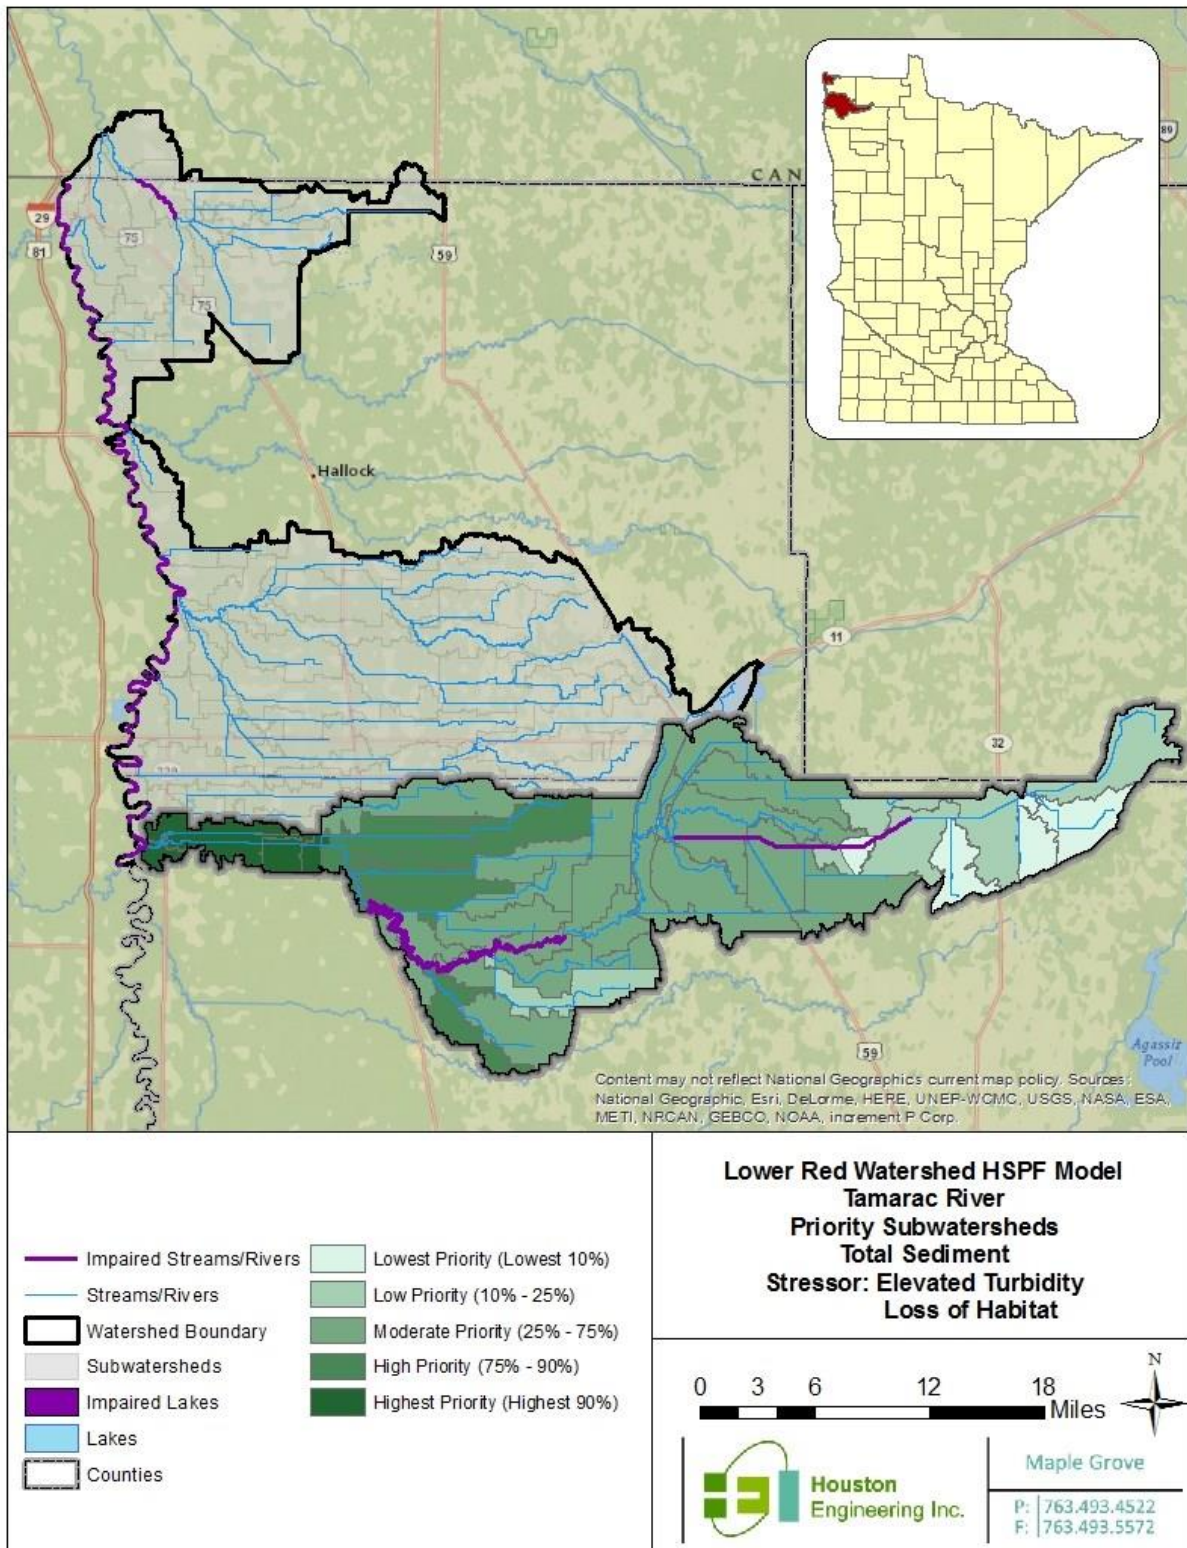 CAN
89
29
81
75
59
75
Hallock
11
32
59
Agassiz
Pool
Content may not reflect National Geographic's current map policy. Sources:
National Geographic, Esri, DeLorme, HERE, UNEP-WCMC, USGS, NASA, ESA,
METI, NRCAN, GEBCO, NOAA, increment P Corp.
Impaired Streams/Rivers
Streams/Rivers
Watershed Boundary
Subwatersheds
Impaired Lakes
Lakes
Counties
Lowest Priority (Lowest 10%)
Low Priority (10% - 25%)
Moderate Priority (25% - 75%)
High Priority (75% - 90%)
Highest Priority (Highest 90%)
Lower Red Watershed HSPF Model
Tamarac River
Priority Subwatersheds
Total Sediment
Stressor: Elevated Turbidity
Loss of Habitat
N
0 3 6 12 18
Miles
Houston
Engineering Inc.
Maple Grove
P: 763.493.4522
F: 763.493.5572